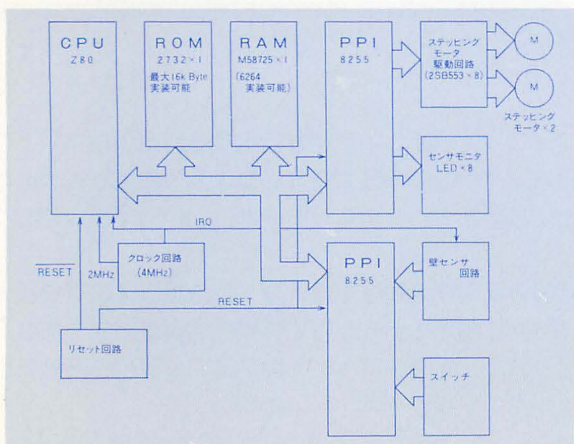 CPU
Z80
ROM
2732×1
最大16k Byte
実装可能
RAM
M58725×1
(6264
実装可能)
PPI
8255
ステッピング
モータ
駆動回路
(2SB553×8)
M
M
ステッピング
モータ×2
センサモニタ
LED×8
IRQ
RESET
2MHz
クロック回路
(4MHz)
RESET
リセット回路
PPI
8255
壁センサ
回路
スイッチ